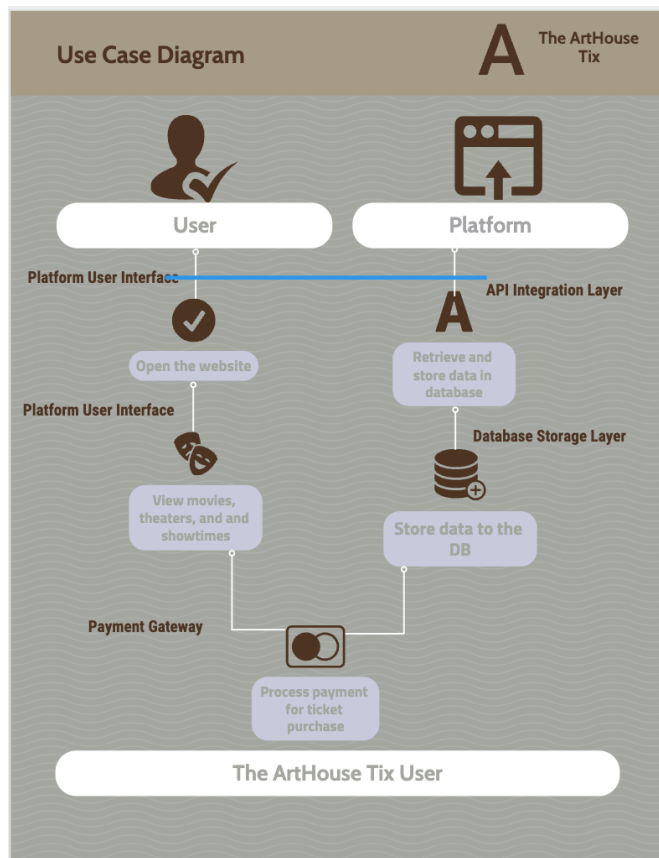 Use Case Diagram
The ArtHouse
Tix
User
Platform
Platform User Interface
API Integration Layer
Open the website
Retrieve and
store data in
database
Platform User Interface
Database Storage Layer
View movies,
theaters, and and
showtimes
Store data to the
DB
Payment Gateway
Process payment
for ticket
purchase
The ArtHouse Tix User